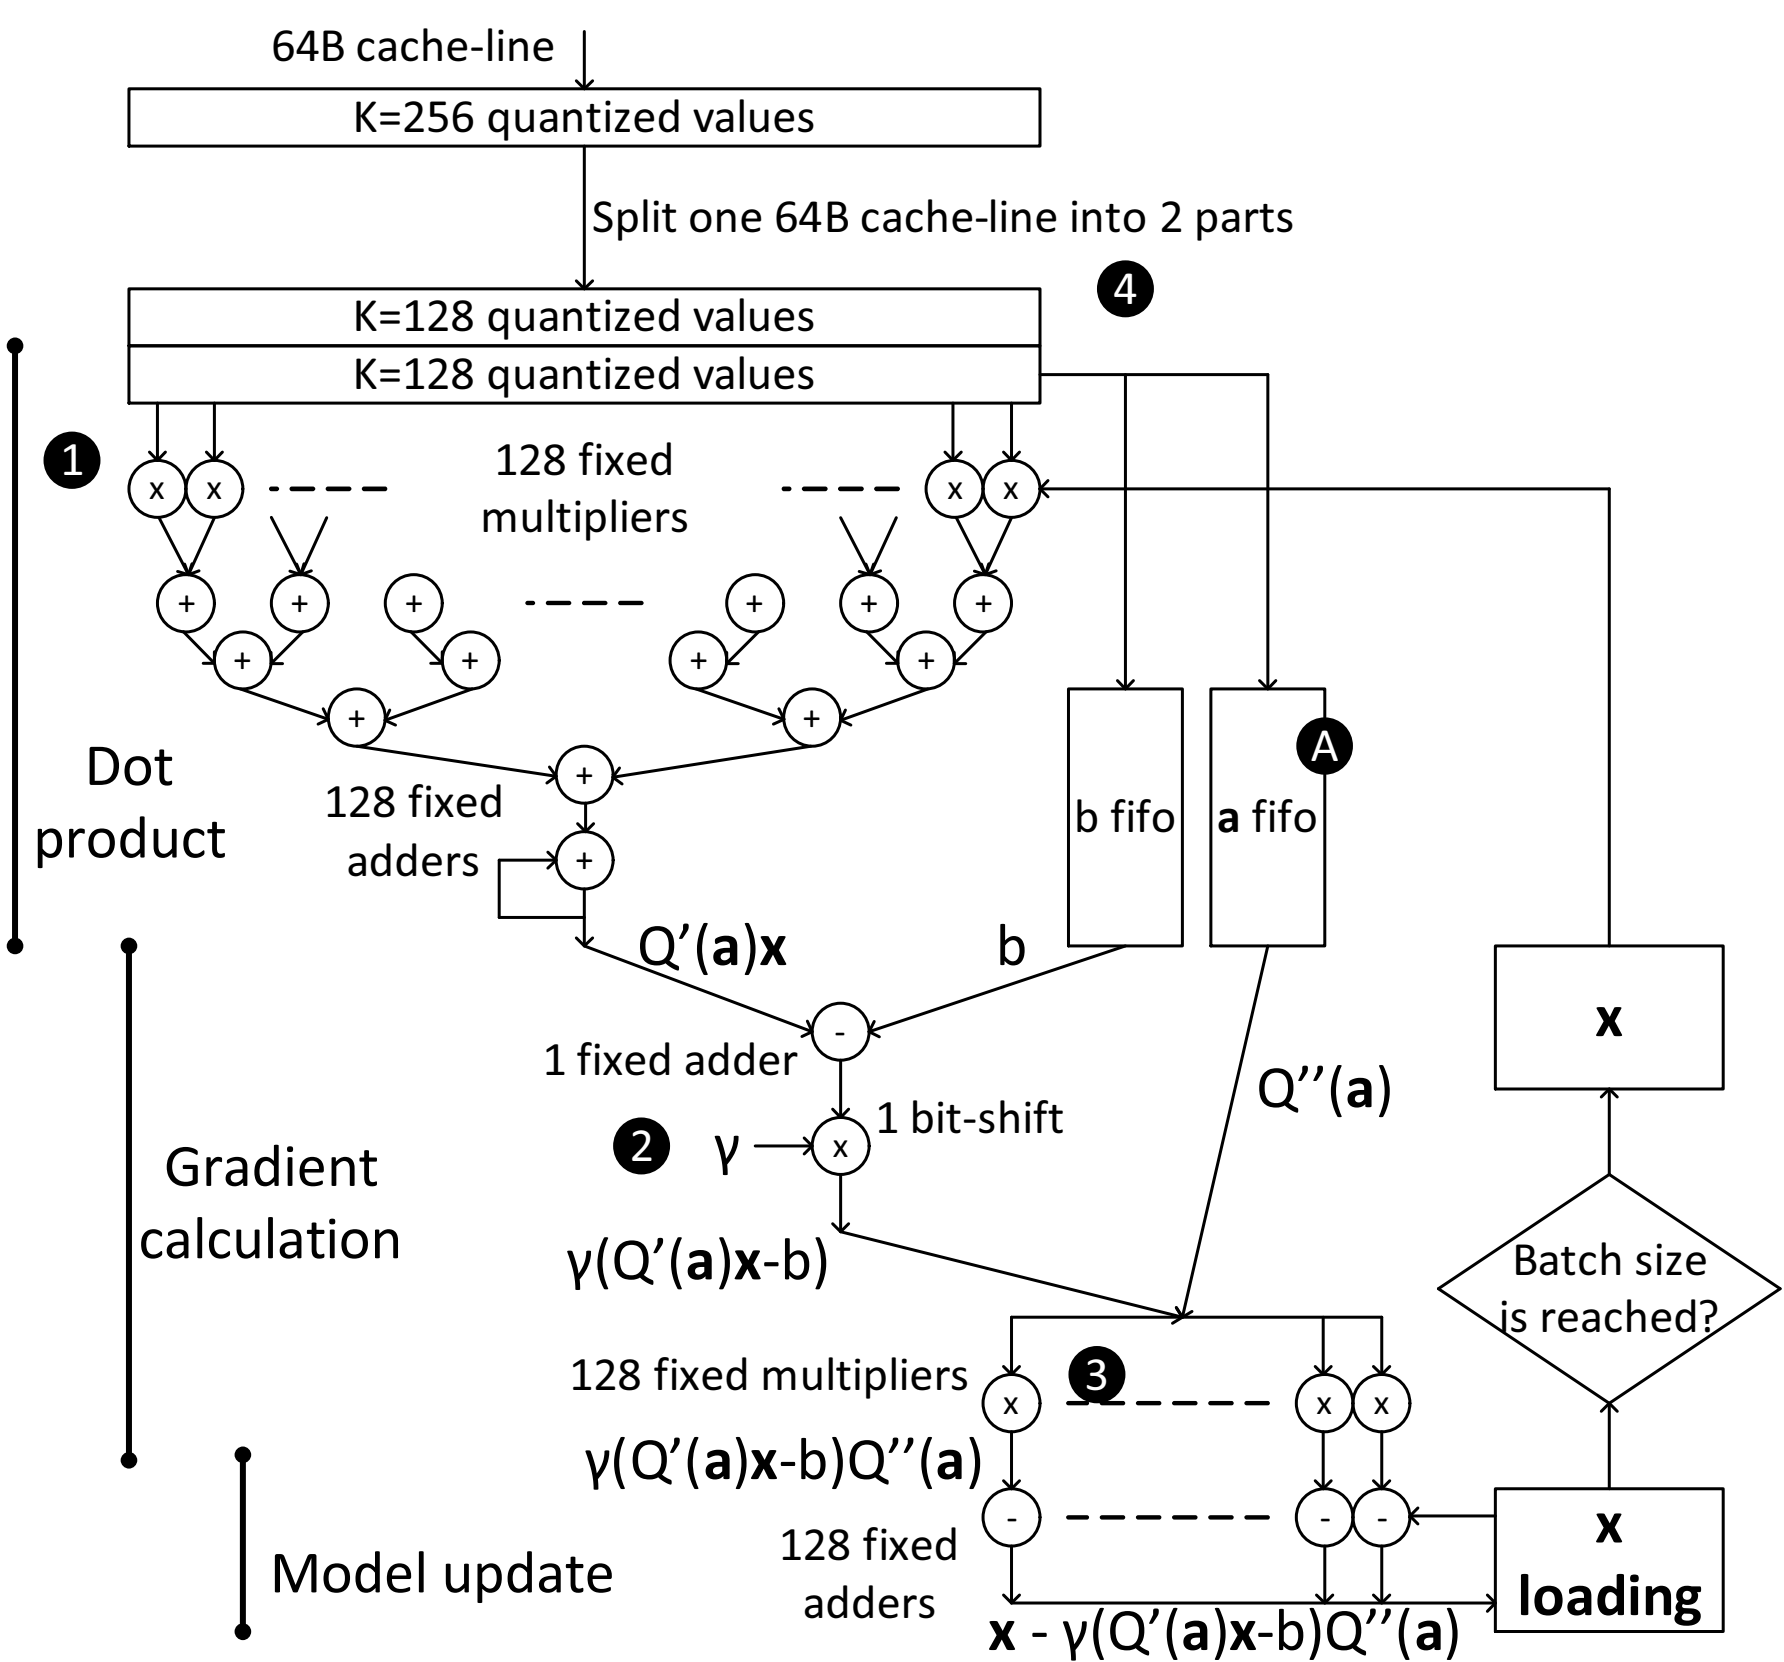 64B cache-line
K=256 quantized values
Split one 64B cache-line into 2 parts
4
K=128 quantized values
K=128 quantized values
1
x x x x
128 fixed
multipliers
+ + + + + +
+ + + +
+ +
+
128 fixed
adders
+
Dot
product
b fifo
a fifo
A
Q’(a)x
b
-
1 fixed adder
x
Q’’(a)
2
γ
x
1 bit-shift
Gradient
calculation
γ(Q’(a)x-b)
Batch size
is reached?
128 fixed multipliers
3
x x x
γ(Q’(a)x-b)Q’’(a)
- - -
128 fixed
adders
x
loading
Model update
x - γ(Q’(a)x-b)Q’’(a)